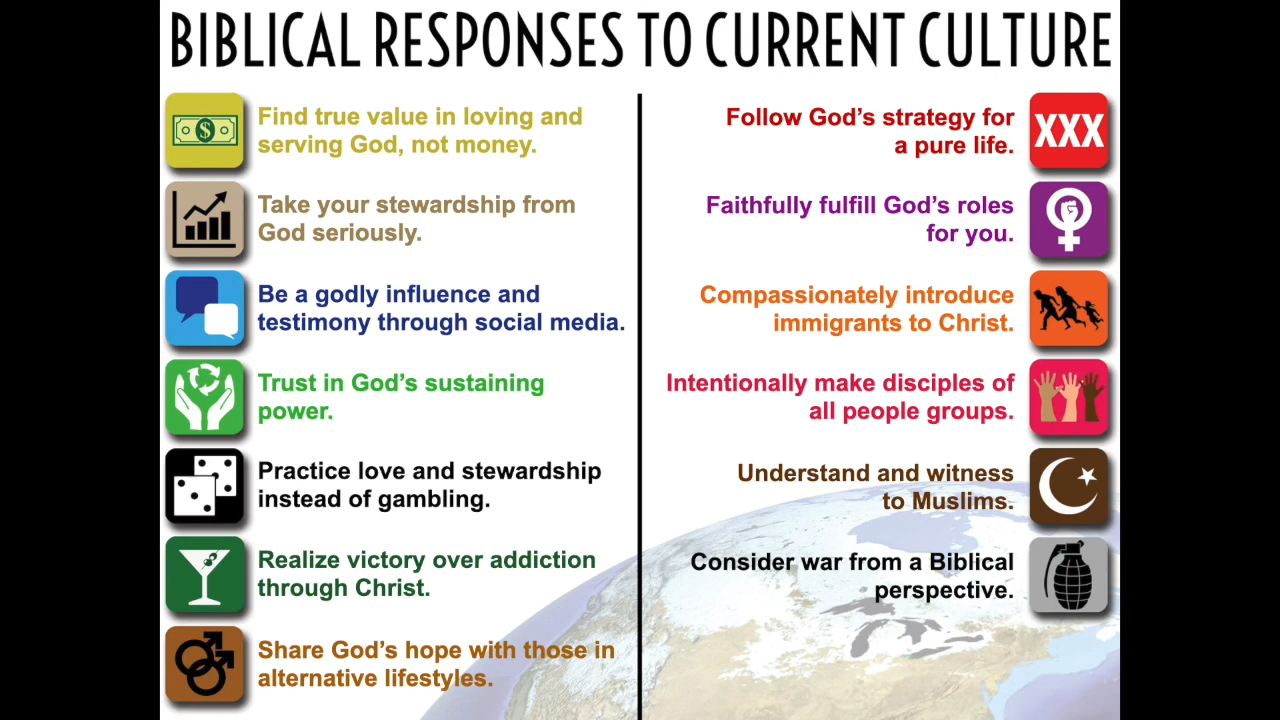 BIBLICAL RESPONSES TO CURRENT CULTURE
Find true value in loving and
serving God, not money.
Take your stewardship from
God seriously.
Be a godly influence and
testimony through social media.
Trust in God's sustaining
power.
Practice love and stewardship
instead of gambling.
Realize victory over addiction
through Christ.
Share God's hope with those in
alternative lifestyles.
Follow God's strategy for
a pure life.
XXX
Faithfully fulfill God's roles
for you.
Compassionately introduce
immigrants to Christ.
Intentionally make disciples of
all people groups.
Understand and witness
to Muslims.
Consider war from a Biblical
perspective.